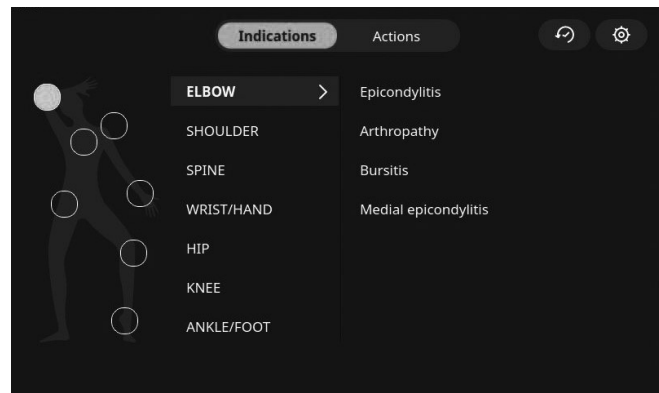 Indications Actions
ELBOW
SHOULDER
SPINE
WRIST/HAND
HIP
KNEE
ANKLE/FOOT
Epicondylitis
Arthropathy
Bursitis
Medial epicondylitis